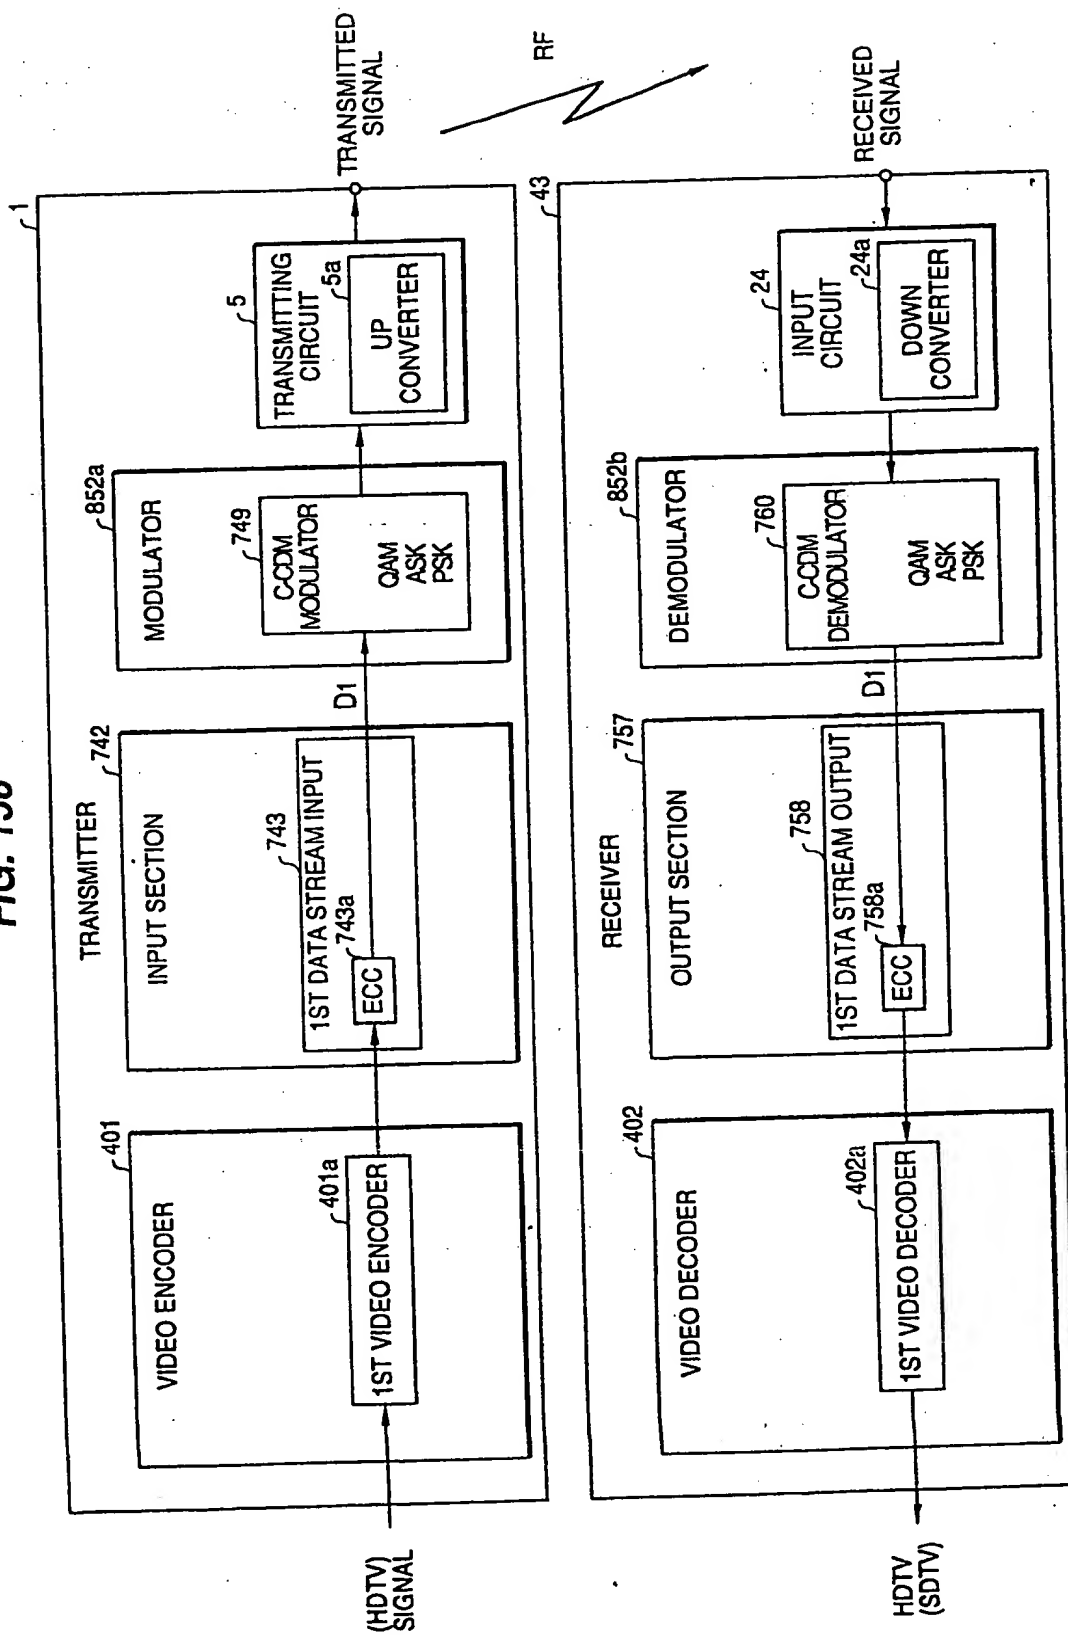 TRANSMITTER
1
VIDEO ENCODER
401
1ST VIDEO ENCODER
401a
(HDTV)
SIGNAL
INPUT SECTION
742
1ST DATA STREAM INPUT
743
743a
ECC
D1
MODULATOR
852a
C-CDM
MODULATOR
749
QAM
ASK
PSK
TRANSMITTING
CIRCUIT
5
5a
UP
CONVERTER
TRANSMITTED
SIGNAL
RF
RECEIVER
43
VIDEO DECODER
402
1ST VIDEO DECODER
402a
HDTV
(SDTV)
OUTPUT SECTION
757
1ST DATA STREAM OUTPUT
758
758a
ECC
D1
DEMODULATOR
852b
C-CDM
DEMODULATOR
760
QAM
ASK
PSK
INPUT
CIRCUIT
24
24a
DOWN
CONVERTER
RECEIVED
SIGNAL